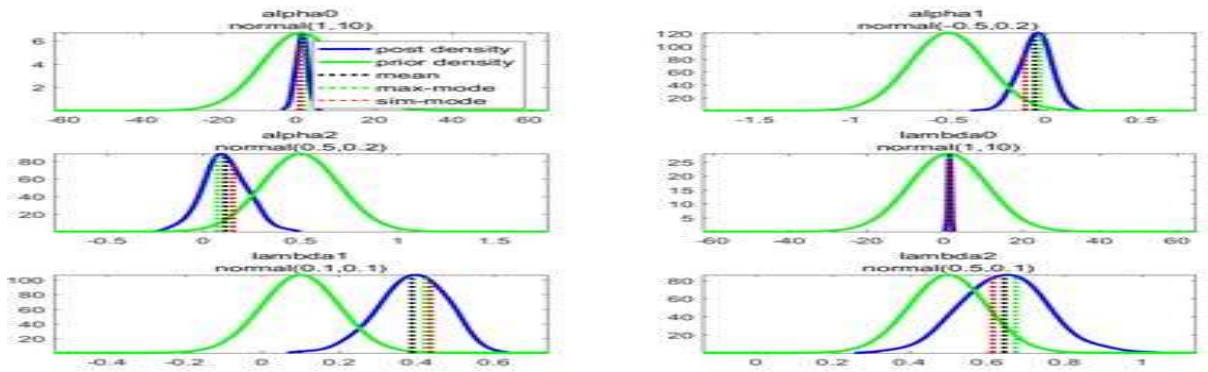 alpha0
normal(1,10)
6
4
2
post density
prior density
mean
max-mode
sim-mode
-60 -40 -20 0 20 40 60
alpha1
normal(-0.5,0.2)
120
100
80
60
40
20
-1.5 -1 -0.5 0 0.5
alpha2
normal(0.5,0.2)
80
60
40
20
-0.5 0 0.5 1 1.5
lambda0
normal(1,10)
25
20
15
10
5
-60 -40 -20 0 20 40 60
lambda1
normal(0.1,0.1)
100
80
60
40
20
-0.4 -0.2 0 0.2 0.4 0.6
lambda2
normal(0.5,0.1)
80
60
40
20
0 0.2 0.4 0.6 0.8 1